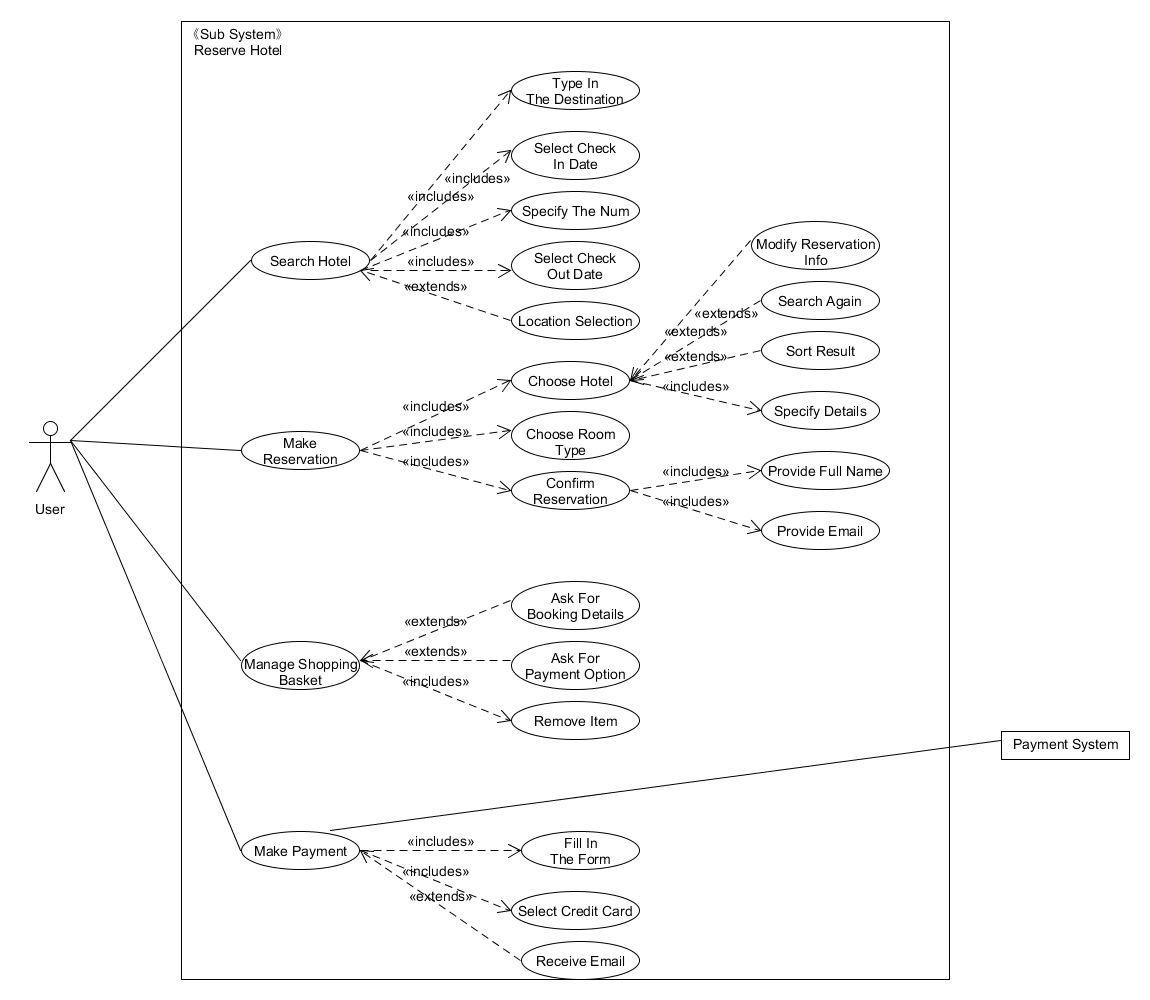 《Sub System》
Reserve Hotel
Type In
The Destination
Select Check
In Date
«includes»
«includes»
Specify The Num
«includes»
Search Hotel
«includes»
Select Check
Out Date
«extends»
Location Selection
Modify Reservation
Info
Search Again
«extends»
«extends»
Sort Result
«extends»
Choose Hotel
«includes»
Specify Details
«includes»
«includes»
Choose Room
Type
Make
Reservation
«includes»
Confirm
Reservation
«includes»
Provide Full Name
«includes»
Provide Email
User
Ask For
Booking Details
«extends»
«extends»
Ask For
Payment Option
Manage Shopping
Basket
«includes»
Remove Item
Payment System
«includes»
Fill In
The Form
Make Payment
«includes»
«extends»
Select Credit Card
Receive Email